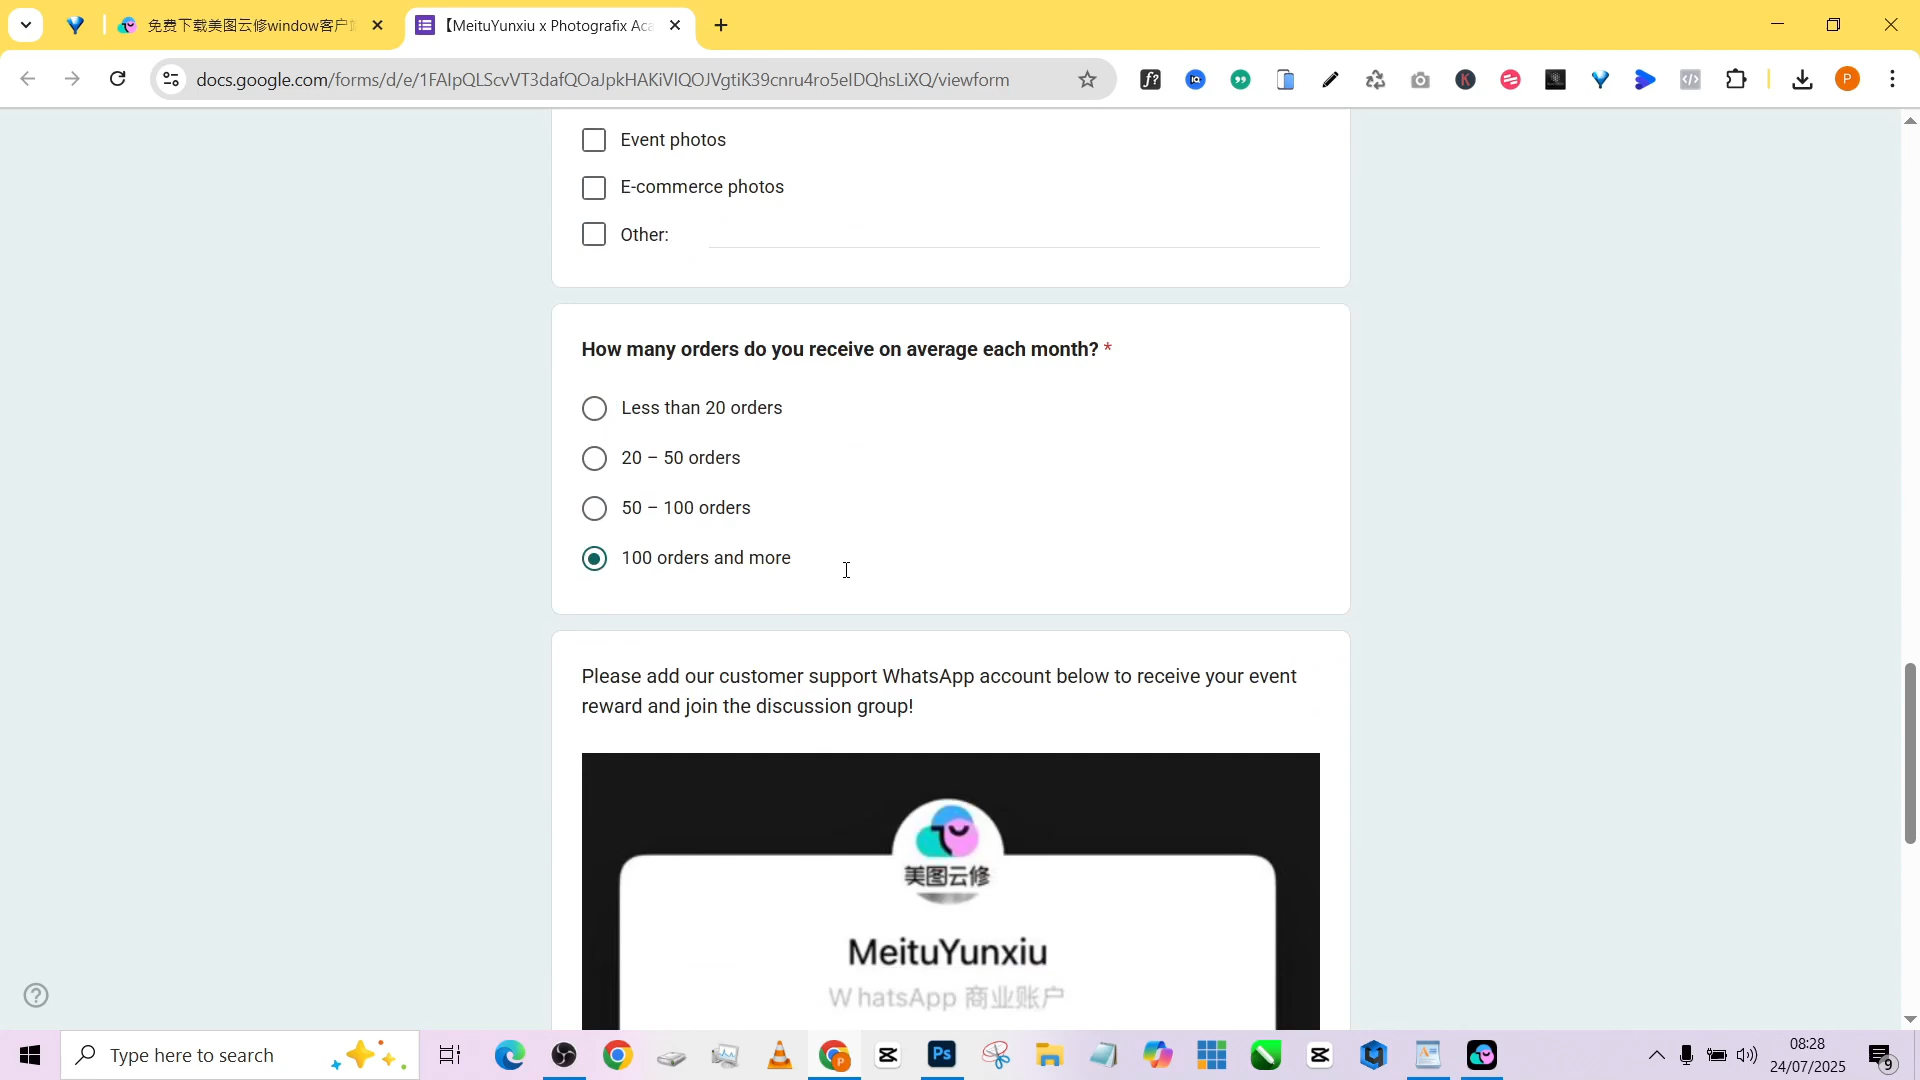 免费下载美图云修window客户
【MeituYunxiu x Photografix Aca
docs.google.com/forms/d/e/1FAIpQLScvVT3dafQOaJpkHAKiVIQOJVgtiK39cnru4ro5eIDQhsLiXQ/viewform
Event photos
E-commerce photos
Other:
How many orders do you receive on average each month? *
Less than 20 orders
20 – 50 orders
50 – 100 orders
100 orders and more
Please add our customer support WhatsApp account below to receive your event
reward and join the discussion group!
美图云修
MeituYunxiu
WhatsApp 商业账户
Type here to search
Ps
08:28
24/07/2025
9